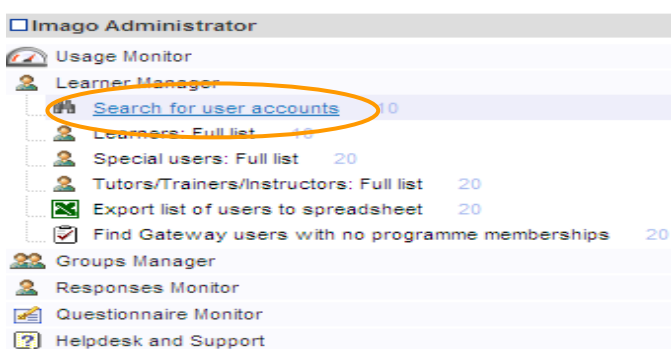 Imago Administrator
Usage Monitor
Learner Manager
Search for user accounts 10
Learners: Full list 10
Special users: Full list 20
Tutors/Trainers/Instructors: Full list 20
Export list of users to spreadsheet 20
Find Gateway users with no programme memberships 20
Groups Manager
Responses Monitor
Questionnaire Monitor
Helpdesk and Support